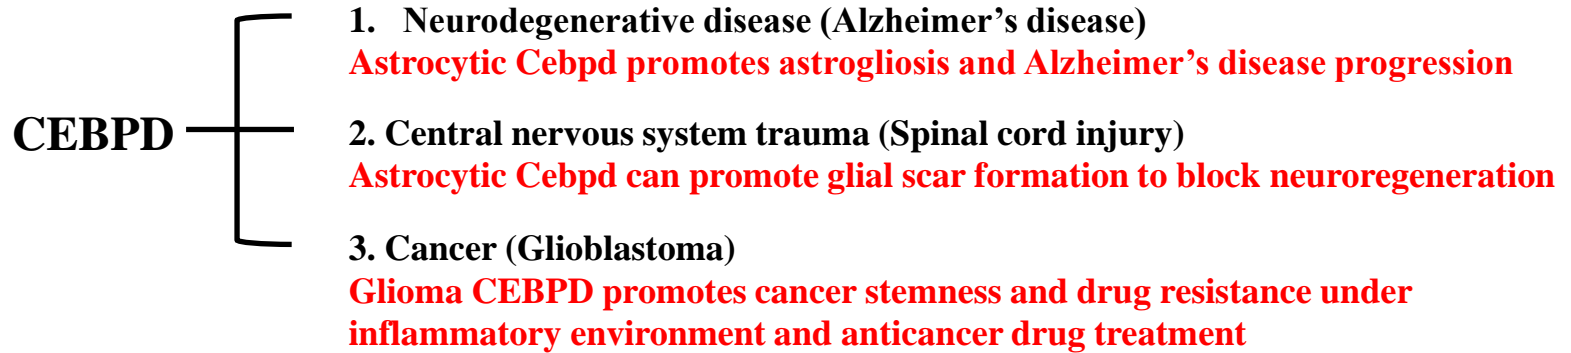 1. Neurodegenerative disease (Alzheimer’s disease)
Astrocytic Cebpd promotes astrogliosis and Alzheimer’s disease progression
CEBPD
2. Central nervous system trauma (Spinal cord injury)
Astrocytic Cebpd can promote glial scar formation to block neuroregeneration
3. Cancer (Glioblastoma)
Glioma CEBPD promotes cancer stemness and drug resistance under
inflammatory environment and anticancer drug treatment